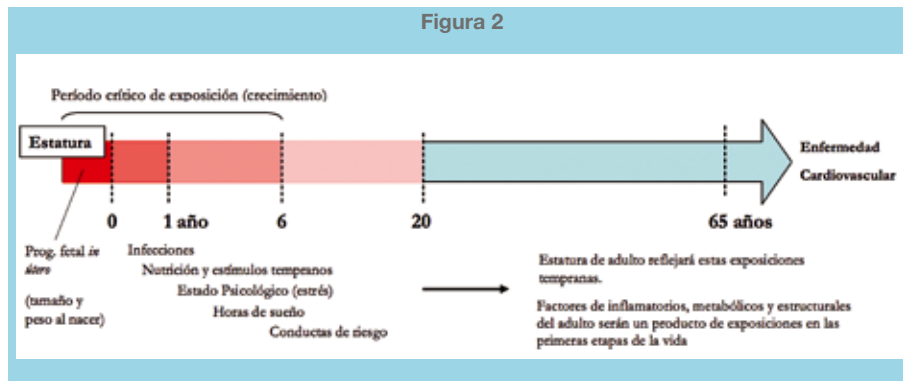 Figura 2
Período crítico de exposición (crecimiento)
Estatura
Enfermedad
Cardiovascular
0
1 año
6
20
65 años
Prog. fetal in
útero
(tamaño y
peso al nacer)
Infecciones
Nutrición y estímulos tempranos
Estado Psicológico (estrés)
Horas de sueño
Conductas de riesgo
Estatura de adulto reflejará estas exposiciones
tempranas.
Factores de inflamatorios, metabólicos y estructurales
del adulto serán un producto de exposiciones en las
primeras etapas de la vida